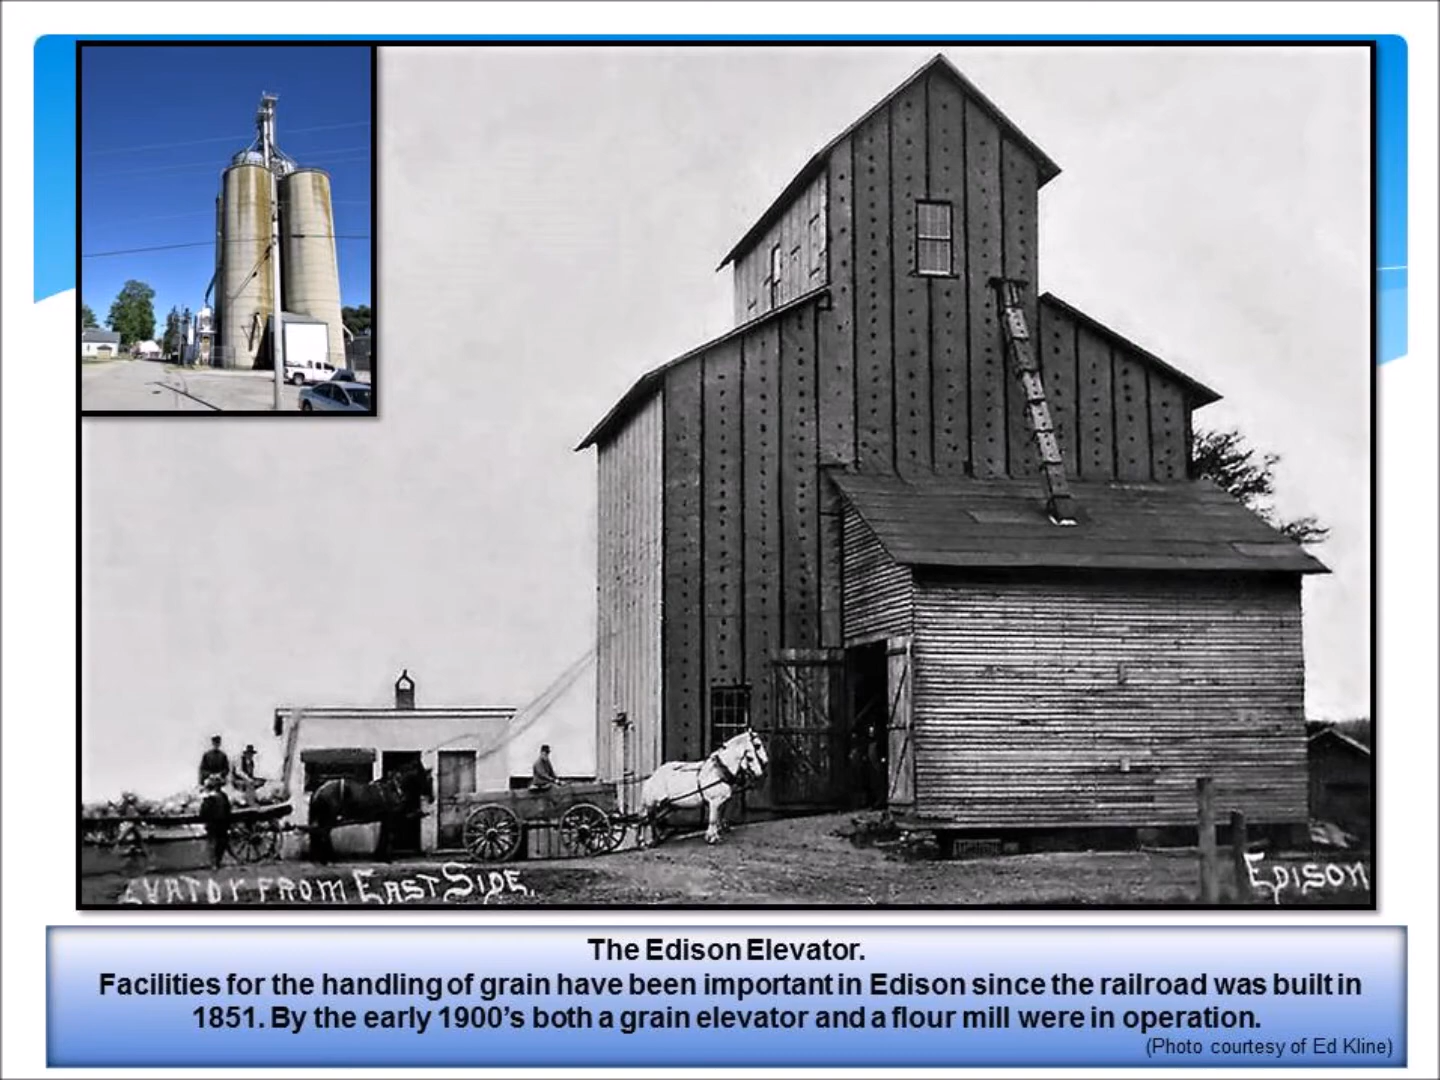 EVATOR FROM EAST SIDE.
EDISON
The Edison Elevator.
Facilities for the handling of grain have been important in Edison since the railroad was built in
1851. By the early 1900's both a grain elevator and a flour mill were in operation.
(Photo courtesy of Ed Kline)